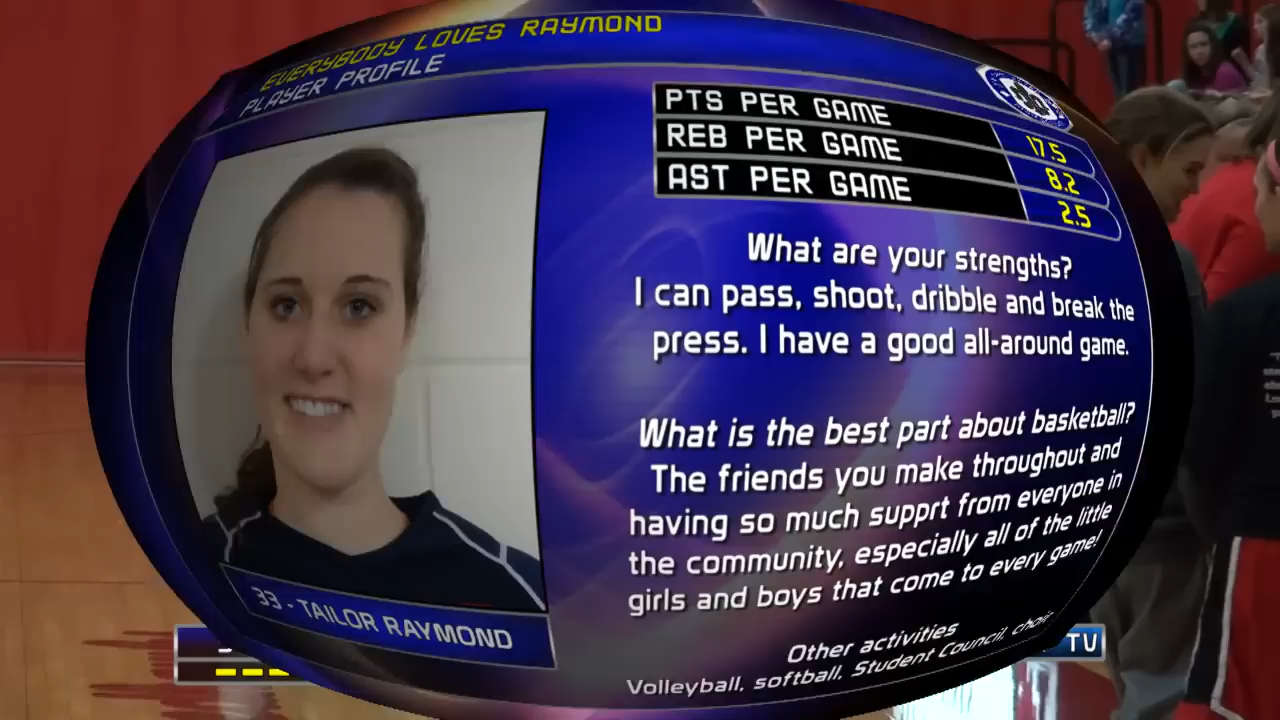 EVERYBODY LOVES RAYMOND
PLAYER PROFILE
PTS PER GAME 17.5
REB PER GAME 8.2
AST PER GAME 2.5
What are your strengths?
I can pass, shoot, dribble and break the
press. I have a good all-around game.
What is the best part about basketball?
The friends you make throughout and
having so much supprt from everyone in
the community, especially all of the little
girls and boys that come to every game!
33 - TAILOR RAYMOND
Other activities
Volleyball, softball, Student Council, choir
TV